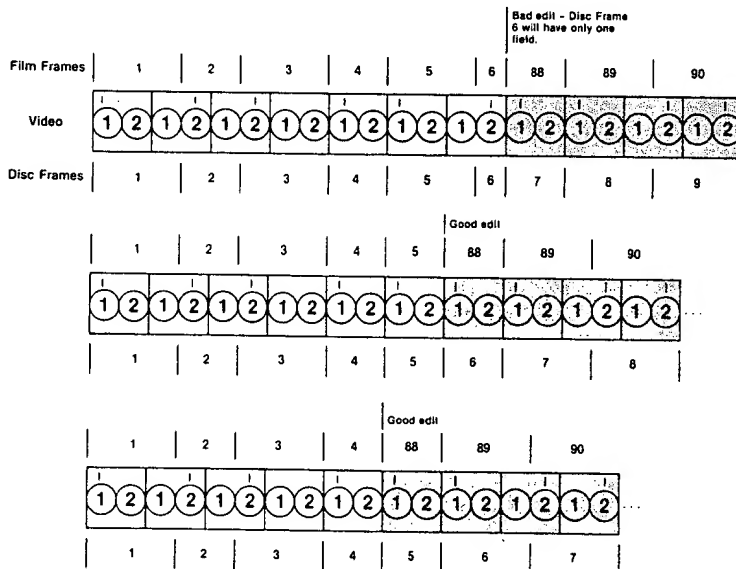 Bad edit – Disc Frame
6 will have only one
field.
Film Frames 1 2 3 4 5 6 88 89 90
Video 1 2 1 2 1 2 1 2 1 2 1 2 1 2 1 2 1 2 1 2 1 2
Disc Frames 1 2 3 4 5 6 7 8 9
Good edit
1 2 3 4 5 88 89 90
1 2 1 2 1 2 1 2 1 2 1 2 1 2 1 2 1 2 1 2 ...
1 2 3 4 5 6 7 8
Good edit
1 2 3 4 88 89 90
1 2 1 2 1 2 1 2 1 2 1 2 1 2 1 2 1 2 ...
1 2 3 4 5 6 7